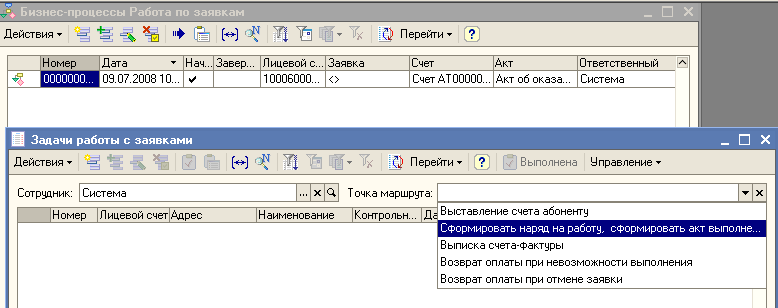 Бизнес-процессы Работа по заявкам
Действия Перейти
Номер Дата Нач... Завер... Лицевой с... Заявка Счет Акт Ответственный
0000000... 09.07.2008 10... 10006000... <> Счет АТ00000... Акт об оказа... Система
Задачи работы с заявками
Действия Перейти Выполнена Управление
Сотрудник: Система ... Точка маршрута:
Номер Лицевой счет Адрес Наименование Контрольн... Да
Выставление счета абоненту
Сформировать наряд на работу, сформировать акт выполне...
Выписка счета-фактуры
Возврат оплаты при невозможности выполнения
Возврат оплаты при отмене заявки